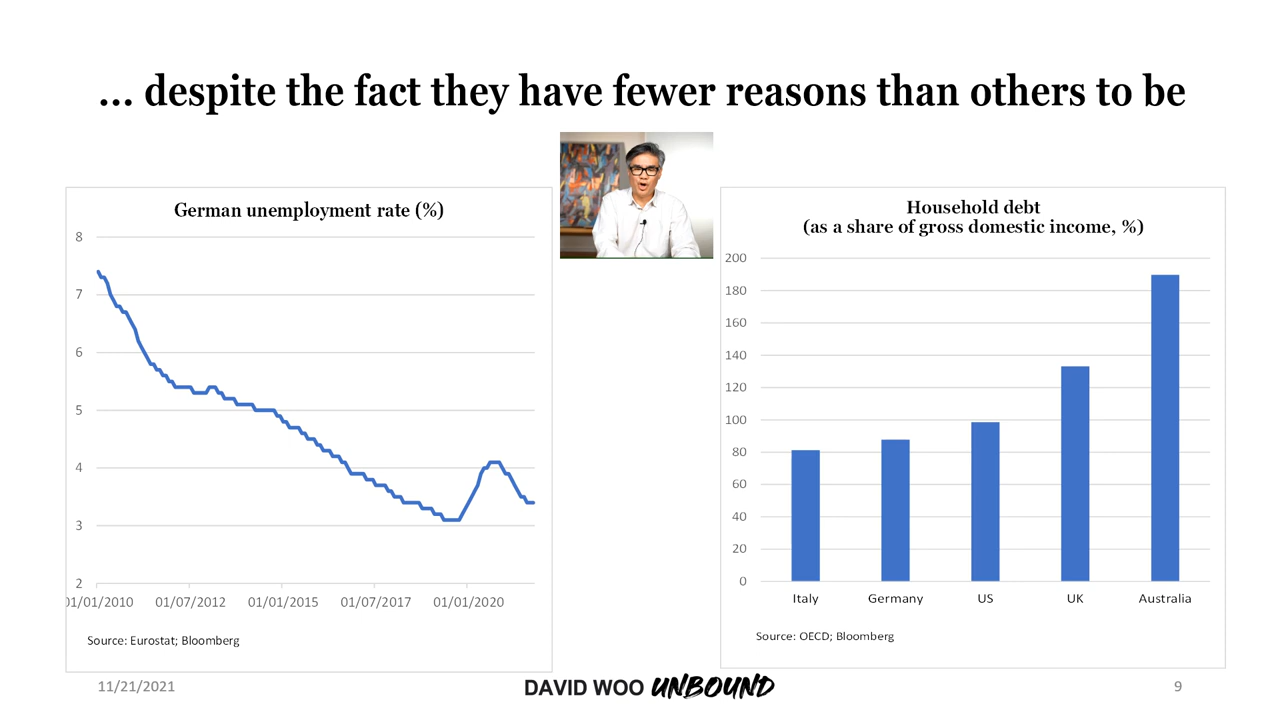 ... despite the fact they have fewer reasons than others to be
German unemployment rate (%)
8
7
6
5
4
3
2
01/01/2010 01/07/2012 01/01/2015 01/07/2017 01/01/2020
Source: Eurostat; Bloomberg
Household debt
(as a share of gross domestic income, %)
200
180
160
140
120
100
80
60
40
20
0
Italy Germany US UK Australia
Source: OECD; Bloomberg
11/21/2021
DAVID WOO UNBOUND
9